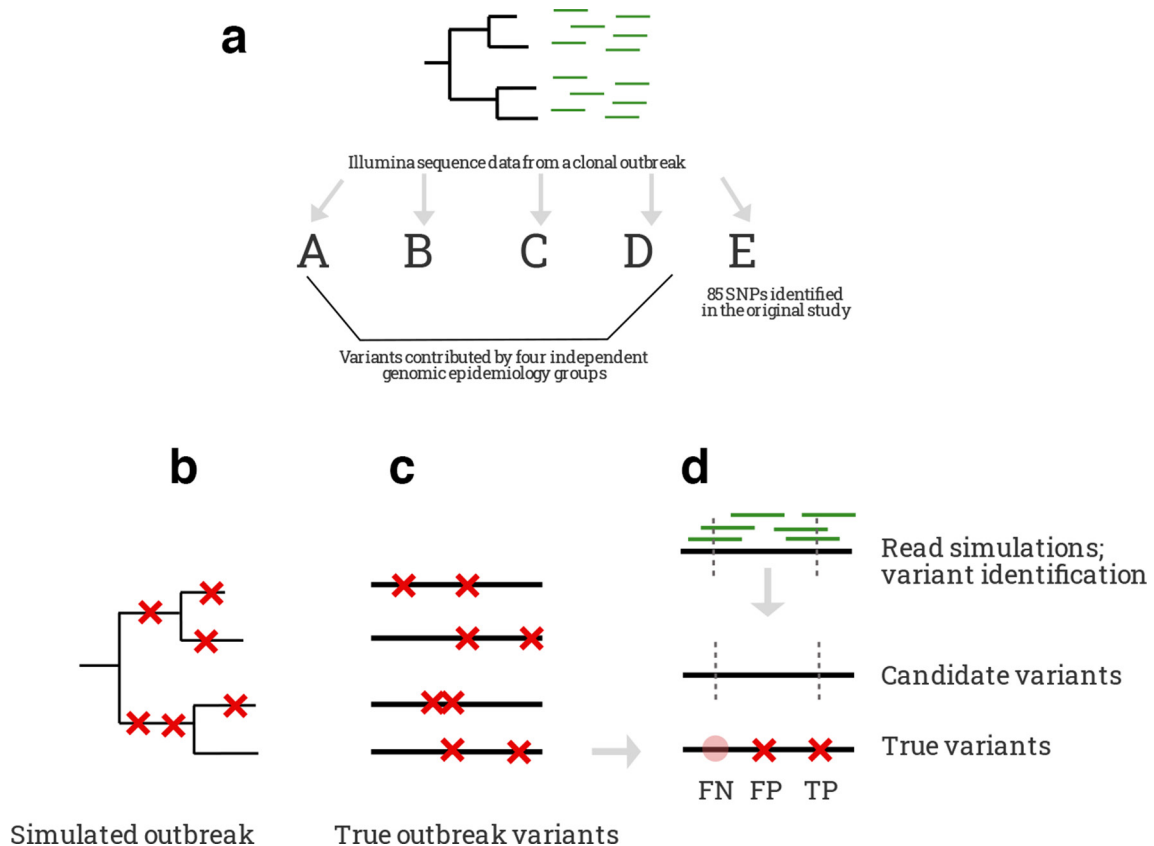 a
Illumina sequence data from a clonal outbreak
A B C D E
85 SNPs identified
in the original study
Variants contributed by four independent
genomic epidemiology groups
b c d
Read simulations;
variant identification
Candidate variants
True variants
FN FP TP
Simulated outbreak
True outbreak variants